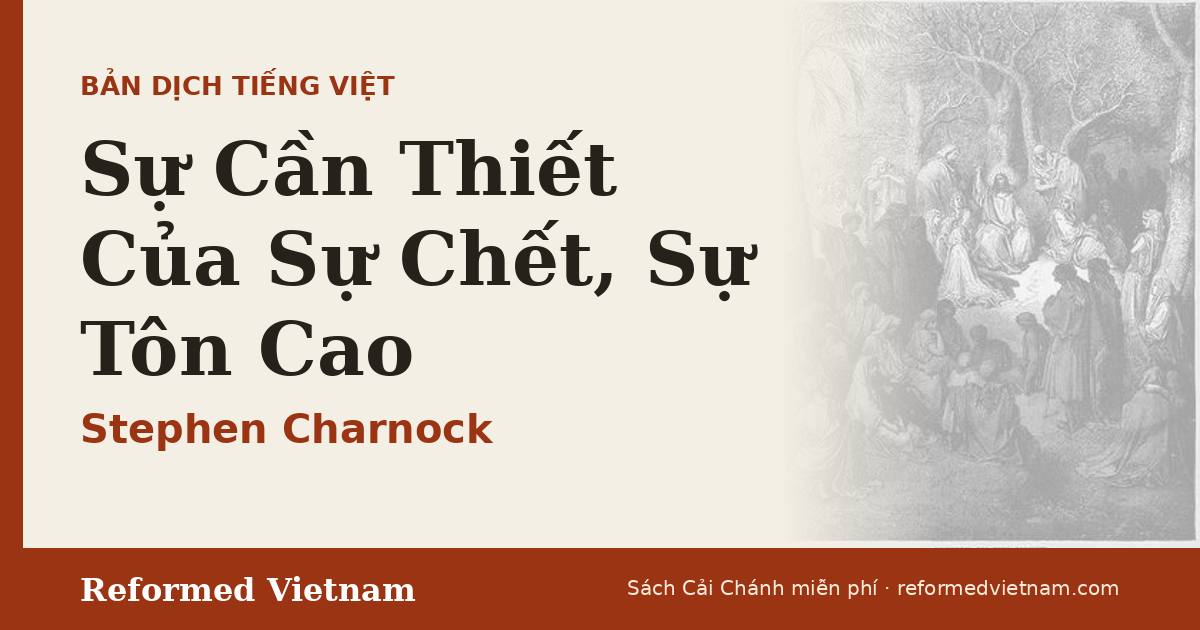 BẢN DỊCH TIẾNG VIỆT
Sự Cần Thiết
Của Sự Chết, Sự
Tôn Cao
Stephen Charnock
Reformed Vietnam
Sách Cải Chánh miễn phí · reformedvietnam.com